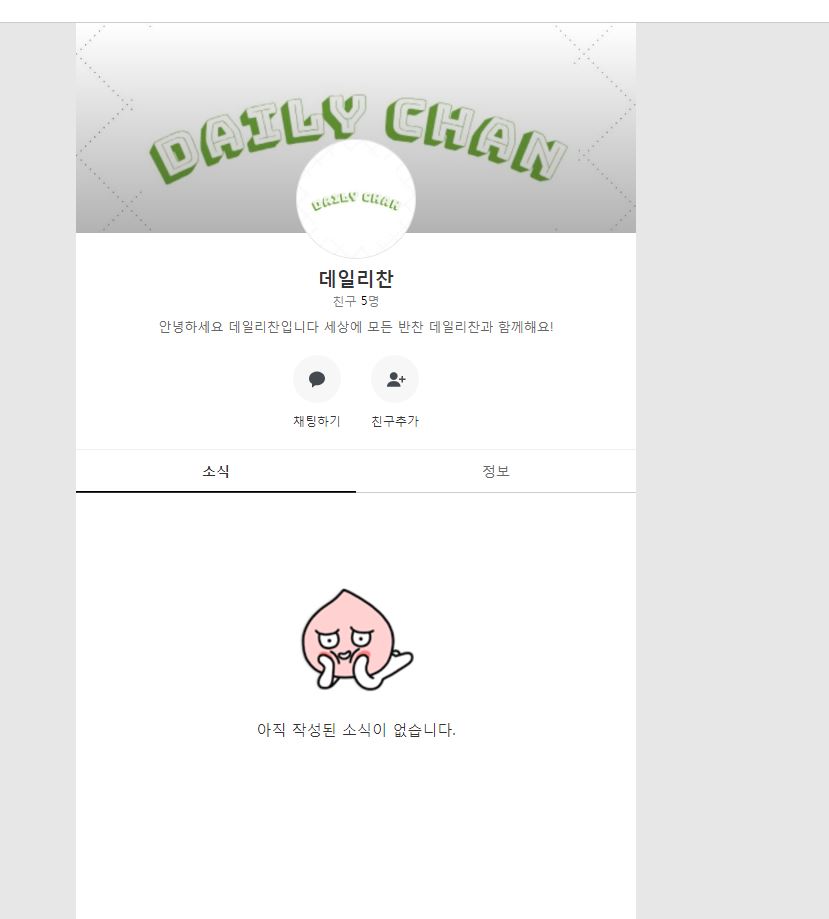 DAILY CHAN
DAILY CHAN
데일리찬
친구 5명
안녕하세요 데일리찬입니다 세상에 모든 반찬 데일리찬과 함께해요!
채팅하기 친구추가
소식 정보
아직 작성된 소식이 없습니다.